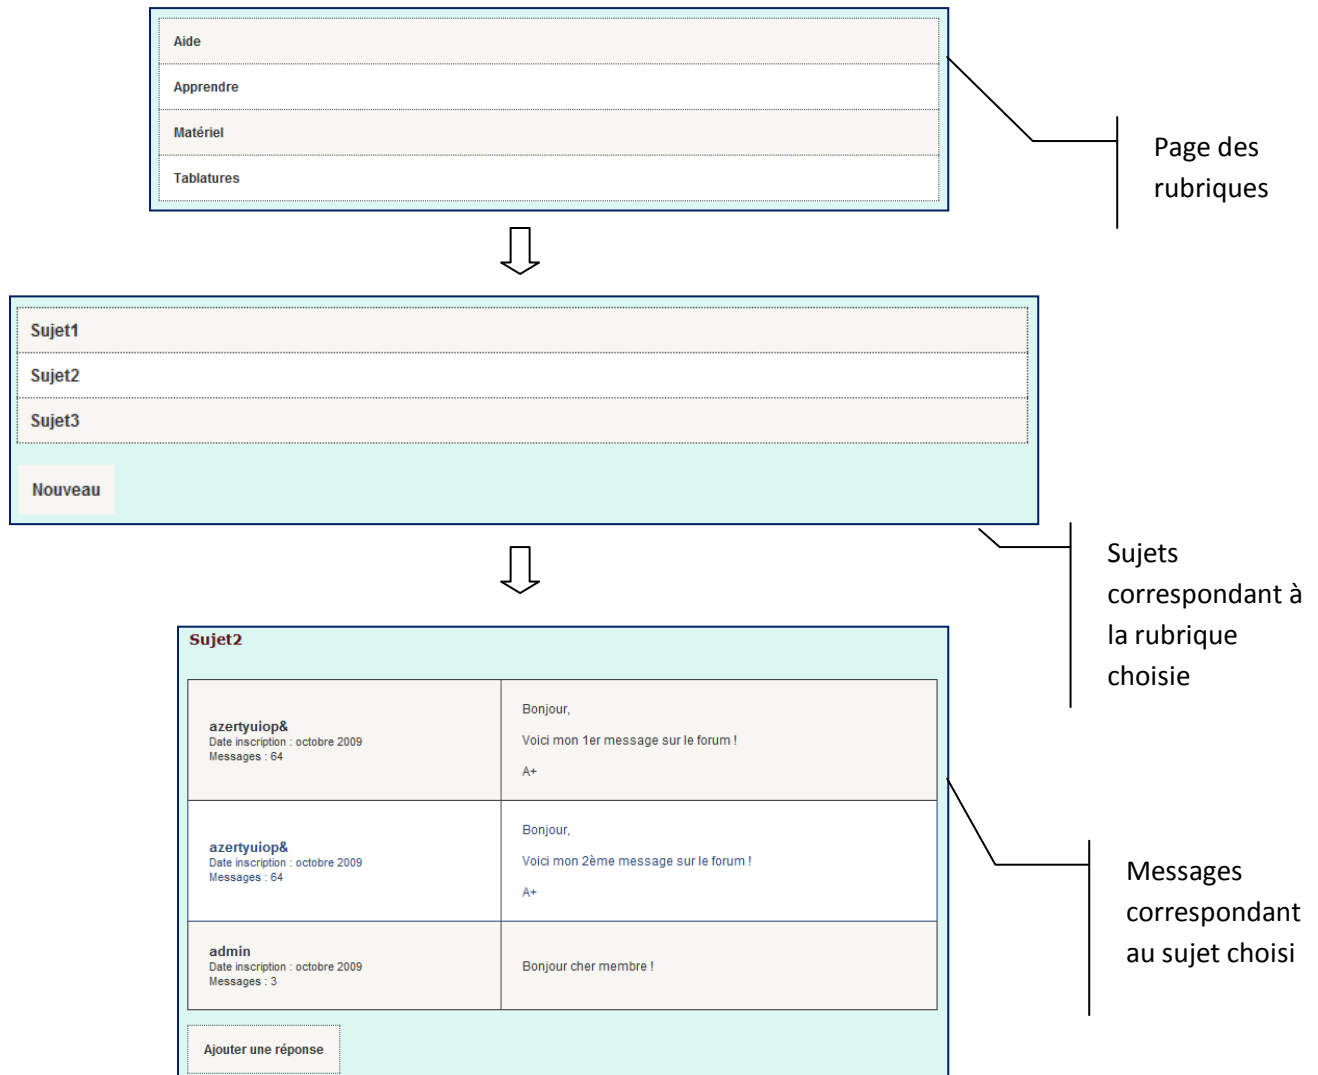 Aide
Apprendre
Matériel
Tablatures
Page des
rubriques
Sujet1
Sujet2
Sujet3
Nouveau
Sujets
correspondant à
la rubrique
choisie
Sujet2
azertyuiop&
Date inscription : octobre 2009
Messages : 64
Bonjour,
Voici mon 1er message sur le forum !
A+
azertyuiop&
Date inscription : octobre 2009
Messages : 64
Bonjour,
Voici mon 2ème message sur le forum !
A+
admin
Date inscription : octobre 2009
Messages : 3
Bonjour cher membre !
Messages
correspondant
au sujet choisi
Ajouter une réponse